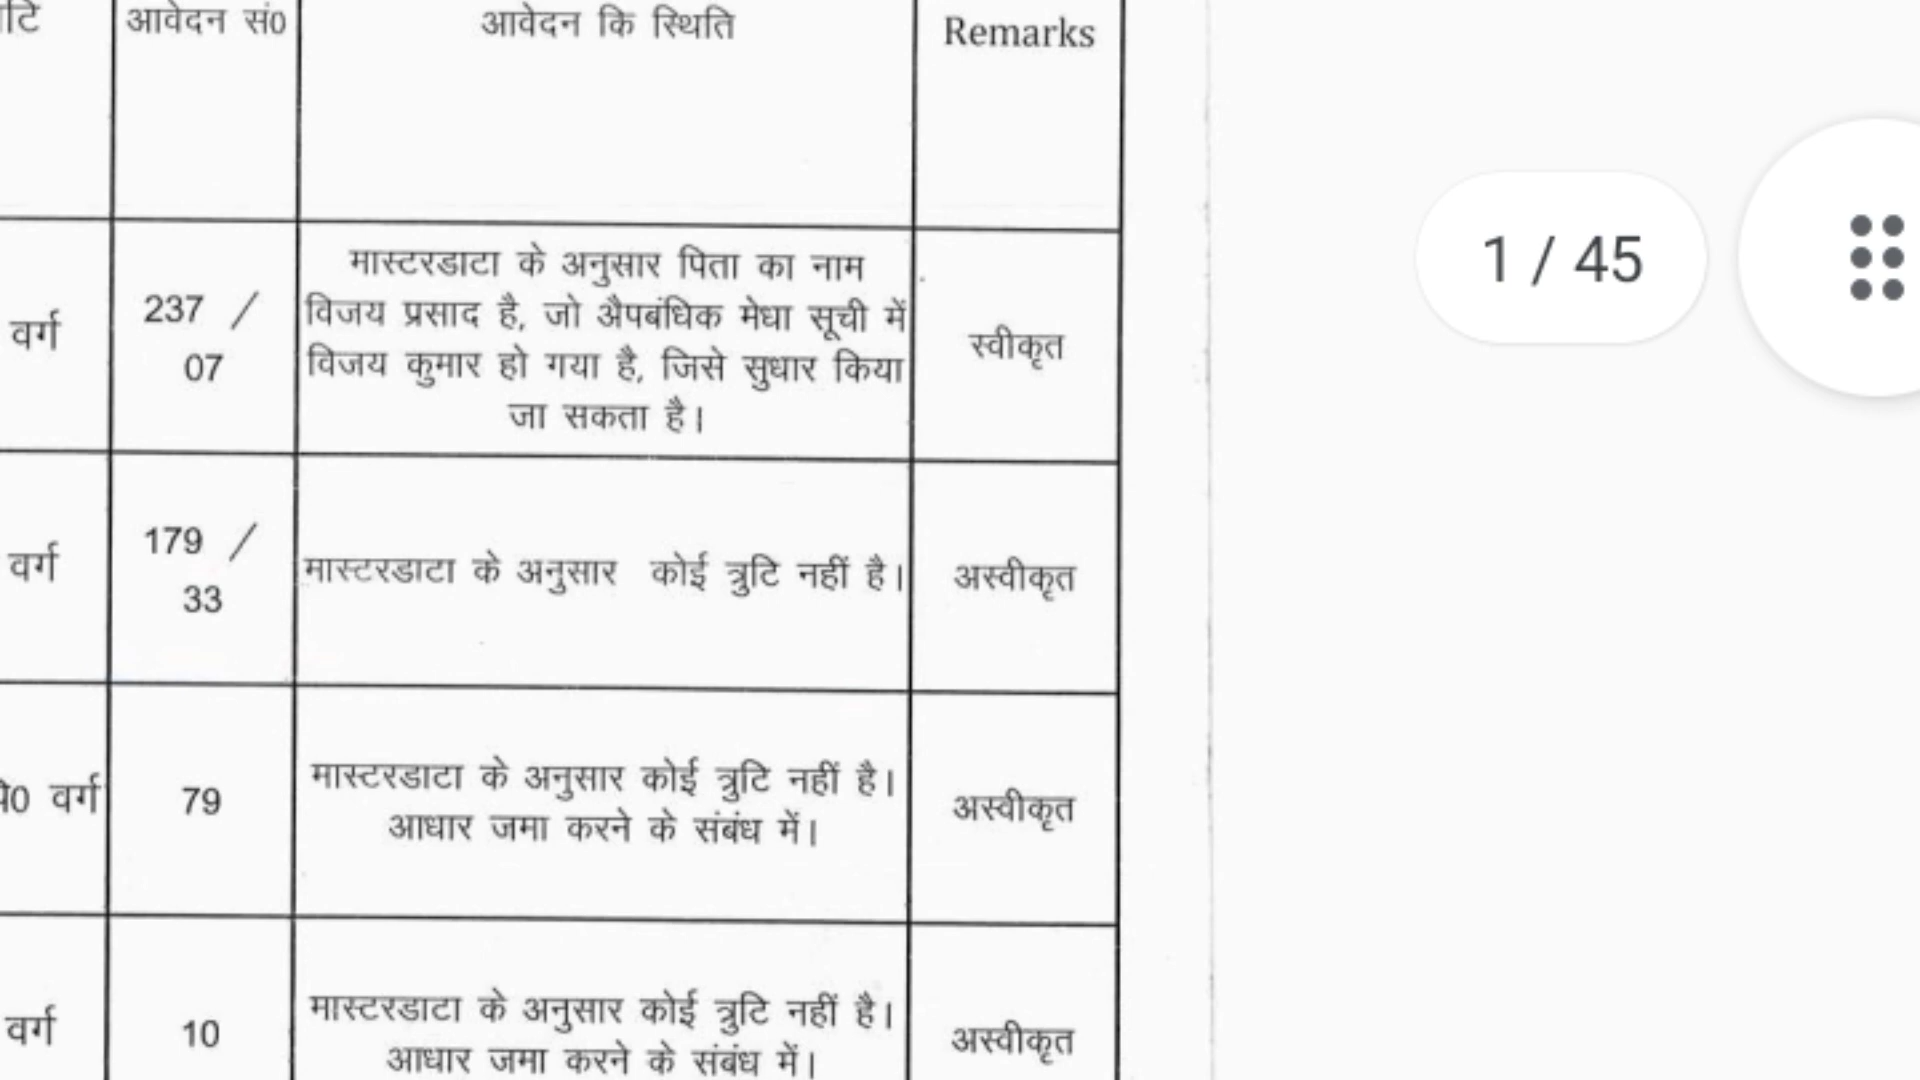 आवेदन सं0 आवेदन कि स्थिति Remarks
1 / 45
मास्टरडाटा के अनुसार पिता का नाम
वर्ग 237 / विजय प्रसाद है, जो अैपबंधिक मेधा सूची में स्वीकृत
07 विजय कुमार हो गया है, जिसे सुधार किया
जा सकता है।
वर्ग 179 / मास्टरडाटा के अनुसार कोई त्रुटि नहीं है। अस्वीकृत
33
वर्ग 79 मास्टरडाटा के अनुसार कोई त्रुटि नहीं है। अस्वीकृत
आधार जमा करने के संबंध में।
वर्ग 10 मास्टरडाटा के अनुसार कोई त्रुटि नहीं है। अस्वीकृत
आधार जमा करने के संबंध में।